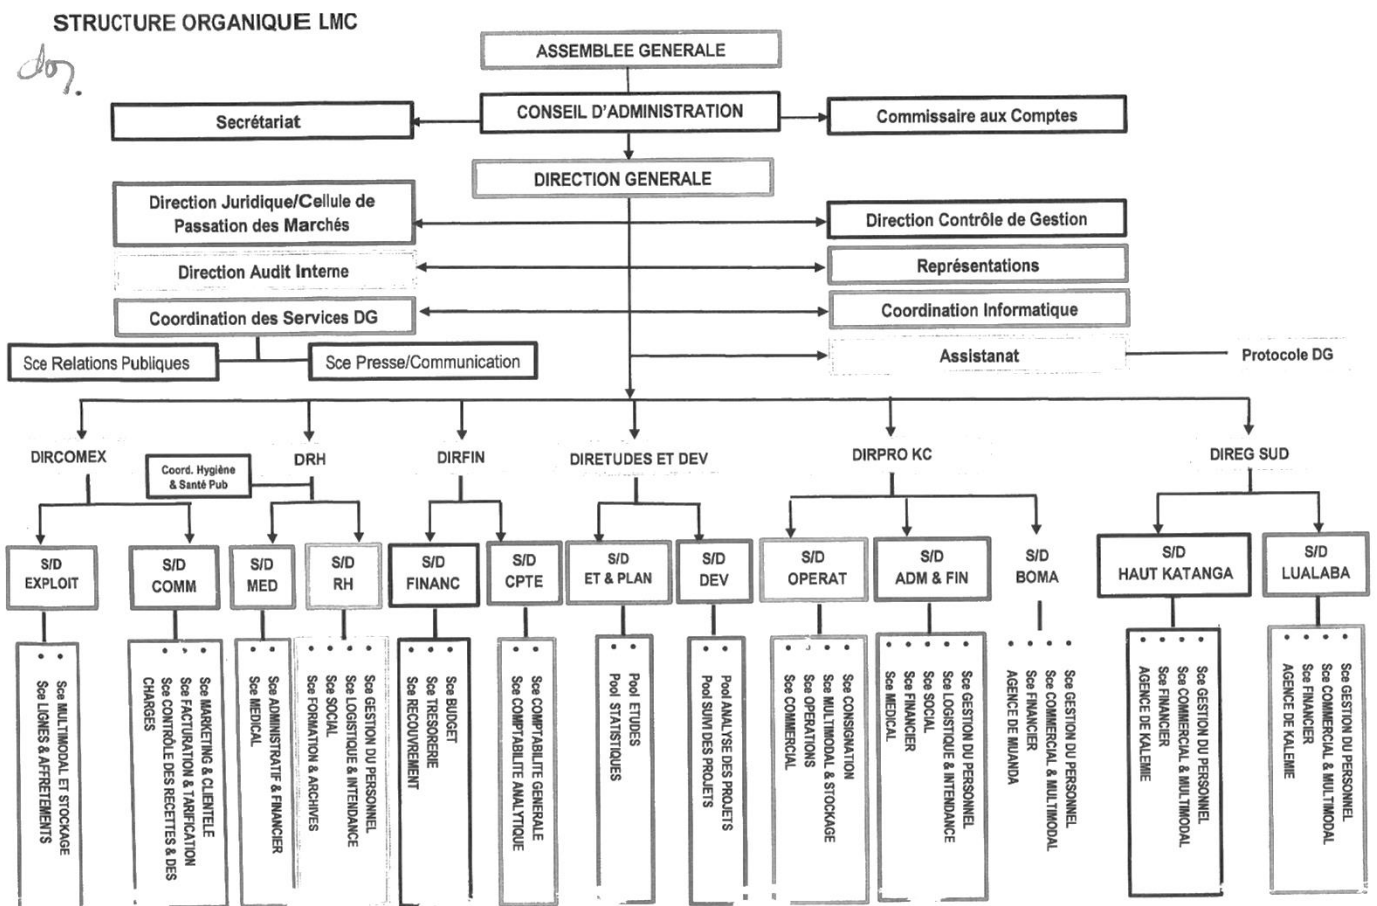 STRUCTURE ORGANIQUE LMC
ASSEMBLEE GENERALE
Secrétariat
CONSEIL D'ADMINISTRATION
Commissaire aux Comptes
DIRECTION GENERALE
Direction Juridique/Cellule de
Passation des Marchés
Direction Contrôle de Gestion
Direction Audit Interne
Représentations
Coordination des Services DG
Coordination Informatique
Sce Relations Publiques
Sce Presse/Communication
Assistanat
Protocole DG
DIRCOMEX
Coord. Hygiène
& Santé Pub
DRH
DIRFIN
DIRETUDES ET DEV
DIRPRO KC
DIREG SUD
S/D
EXPLOIT
S/D
COMM
S/D
MED
S/D
RH
S/D
FINANC
S/D
CPTE
S/D
ET & PLAN
S/D
DEV
S/D
OPERAT
S/D
ADM & FIN
S/D
BOMA
S/D
HAUT KATANGA
S/D
LUALABA
• Sce MULTIMODAL ET STOCKAGE
• Sce LIGNES & AFFRETEMENTS
• Sce MARKETING & CLIENTELE
• Sce FACTURATION & TARIFICATION
• Sce CONTRÔLE DES RECETTES & DES
CHARGES
• Sce ADMINISTRATIF & FINANCIER
• Sce MEDICAL
• Sce GESTION DU PERSONNEL
• Sce LOGISTIQUE & INTENDANCE
• Sce SOCIAL
• Sce FORMATION & ARCHIVES
• Sce BUDGET
• Sce TRESORERIE
• Sce RECOUVREMENT
• Sce COMPTABILITE GENERALE
• Sce COMPTABILITE ANALYTIQUE
• Pool ETUDES
• Pool STATISTIQUES
• Pool ANALYSE DES PROJETS
• Pool SUIVI DES PROJETS
• Sce CONSIGNATION
• Sce MULTIMODAL & STOCKAGE
• Sce OPERATIONS
• Sce COMMERCIAL
• Sce GESTION DU PERSONNEL
• Sce LOGISTIQUE & INTENDANCE
• Sce SOCIAL
• Sce FINANCIER
• Sce MEDICAL
• Sce GESTION DU PERSONNEL
• Sce COMMERCIAL & MULTIMODAL
• Sce FINANCIER
• AGENCE DE MUANDA
• Sce GESTION DU PERSONNEL
• Sce COMMERCIAL & MULTIMODAL
• Sce FINANCIER
• AGENCE DE KALEMIE
• Sce GESTION DU PERSONNEL
• Sce COMMERCIAL & MULTIMODAL
• Sce FINANCIER
• AGENCE DE KALEMIE